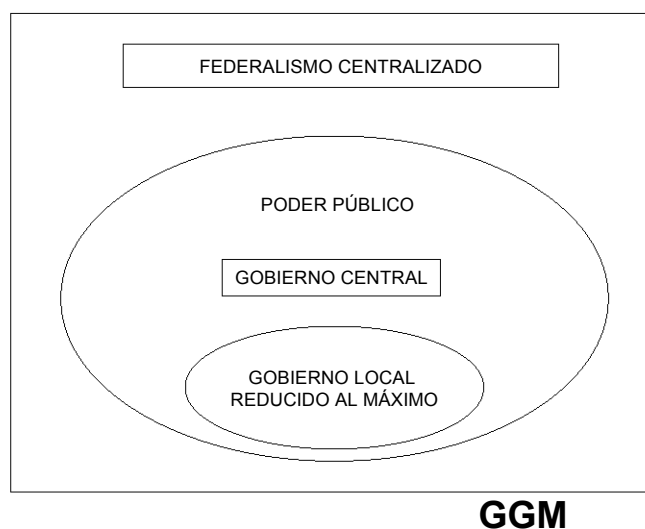 FEDERALISMO CENTRALIZADO
PODER PÚBLICO
GOBIERNO CENTRAL
GOBIERNO LOCAL
REDUCIDO AL MÁXIMO
GGM